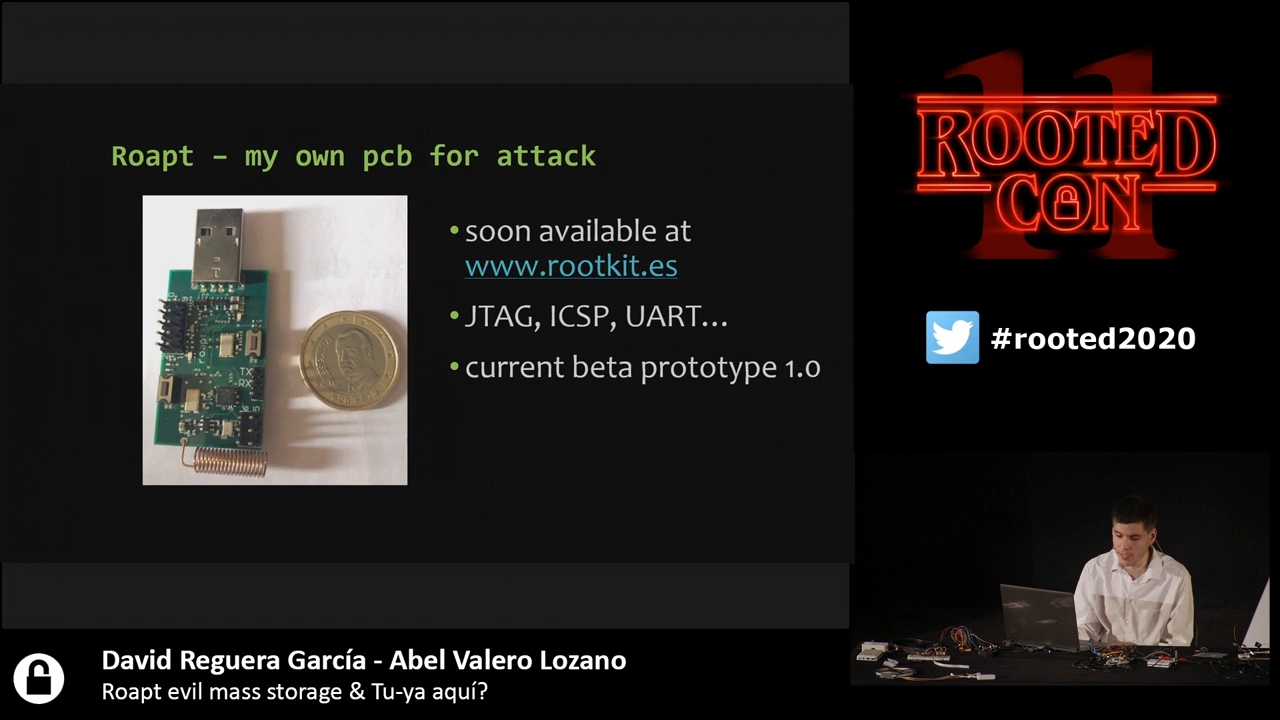 Roapt – my own pcb for attack
• soon available at
www.rootkit.es
• JTAG, ICSP, UART...
• current beta prototype 1.0
roapt
TX
RX
11
ROOTED
CON
#rooted2020
David Reguera García - Abel Valero Lozano
Roapt evil mass storage & Tu-ya aquí?